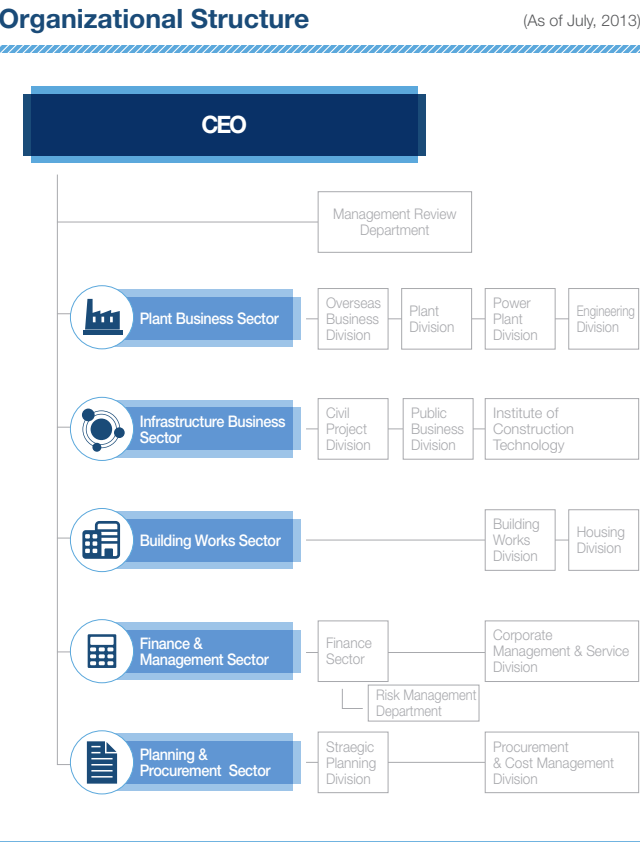 Organizational Structure
(As of July, 2013)
CEO
Management Review
Department
Plant Business Sector
Overseas
Business
Division
Plant
Division
Power
Plant
Division
Engineering
Division
Infrastructure Business
Sector
Civil
Project
Division
Public
Business
Division
Institute of
Construction
Technology
Building Works Sector
Building
Works
Division
Housing
Division
Finance &
Management Sector
Finance
Sector
Corporate
Management & Service
Division
Risk Management
Department
Planning &
Procurement Sector
Straegic
Planning
Division
Procurement
& Cost Management
Division